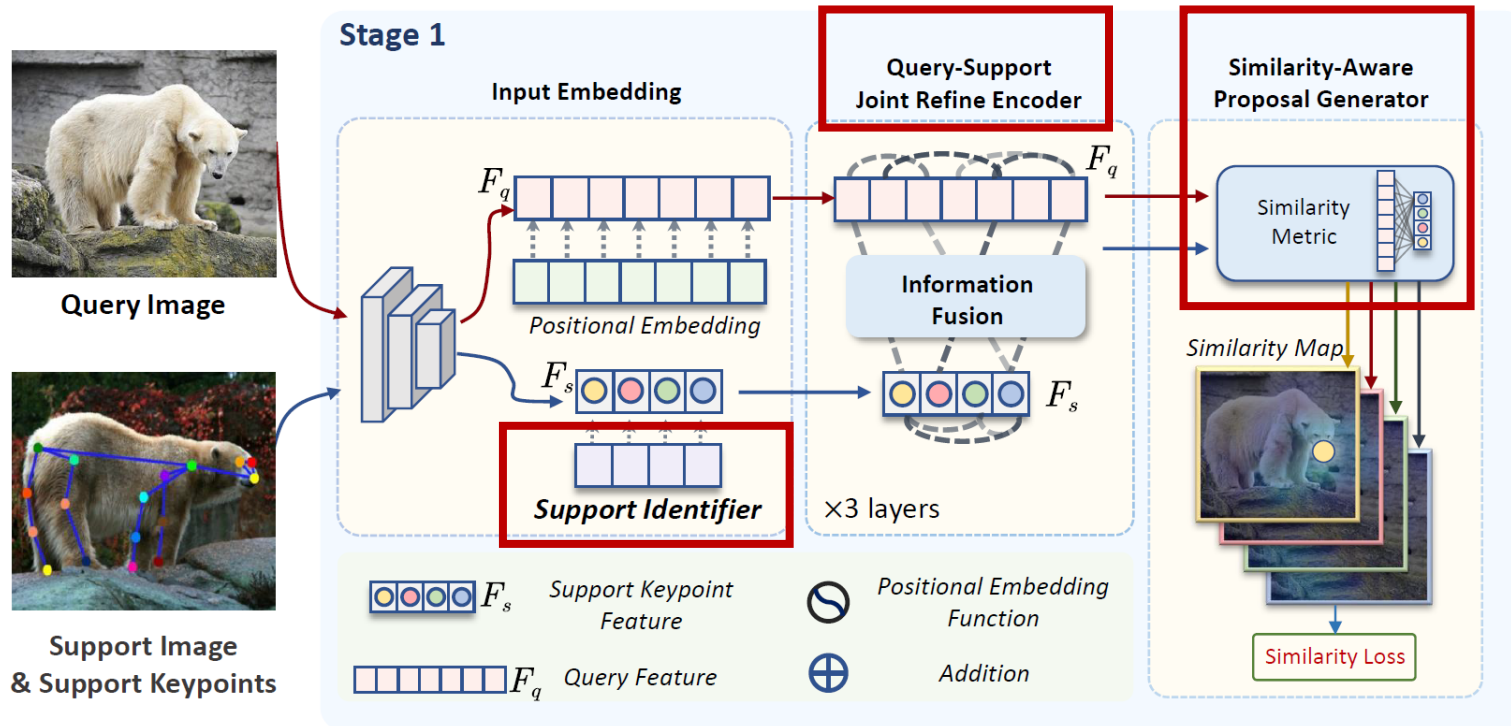 Stage 1
Query Image
Support Image
& Support Keypoints
Input Embedding
F_q
Positional Embedding
F_s
Support Identifier
Query-Support
Joint Refine Encoder
F_q
Information
Fusion
F_s
×3 layers
Similarity-Aware
Proposal Generator
Similarity
Metric
Similarity Map
Similarity Loss
F_s
Support Keypoint
Feature
Positional Embedding
Function
F_q
Query Feature
Addition